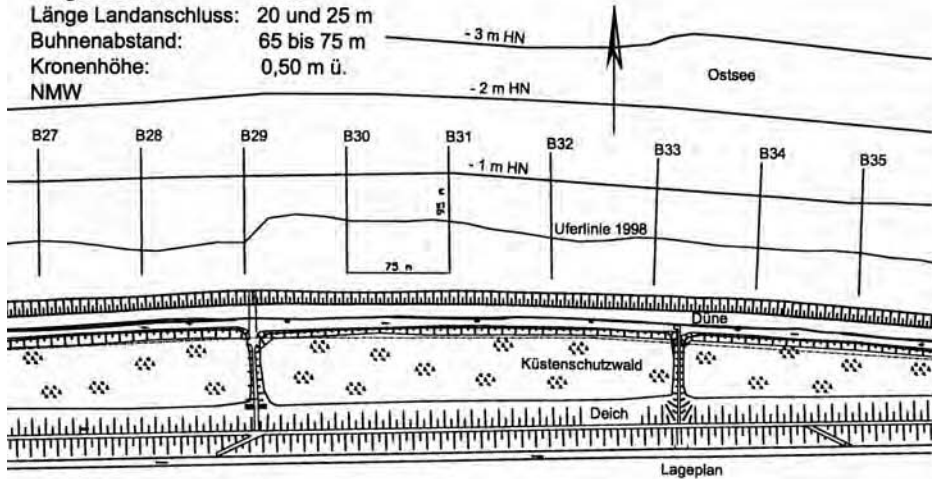 Länge Landanschluss: 20 und 25 m
Buhnenabstand: 65 bis 75 m
Kronenhöhe: 0,50 m ü.
NMW
- 3 m HN
Ostsee
- 2 m HN
B27 B28 B29 B30 B31 B32 B33 B34 B35
- 1 m HN
95 m
Uferlinie 1998
75 m
Düne
Küstenschutzwald
Deich
Lageplan